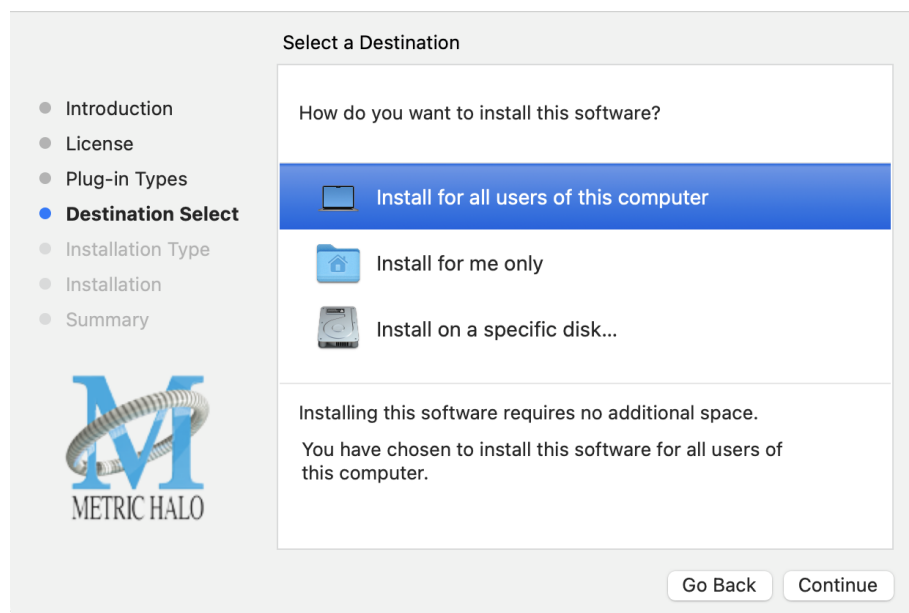 Select a Destination
Introduction
License
Plug-in Types
Destination Select
Installation Type
Installation
Summary
METRIC HALO
How do you want to install this software?
Install for all users of this computer
Install for me only
Install on a specific disk...
Installing this software requires no additional space.
You have chosen to install this software for all users of
this computer.
Go Back
Continue